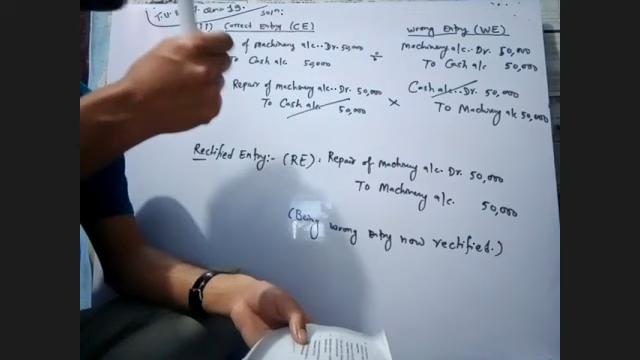 T.U.
19.
Soln:
Correct Entry (CE)
Wrong Entry (WE)
of machinery a/c.. Dr. 50,000
÷
Machinery a/c. Dr. 50,000
To Cash a/c 50,000
To Cash a/c 50,000
Repair of machinery a/c.. Dr 50,000
Cash a/c.. Dr. 50,000
To Cash a/c. 50,000
×
To Machinery a/c 50,000
Rectified Entry:- (RE): Repair of Machinery a/c. Dr. 50,000
To Machinery a/c. 50,000
(Being wrong Entry now rectified.)